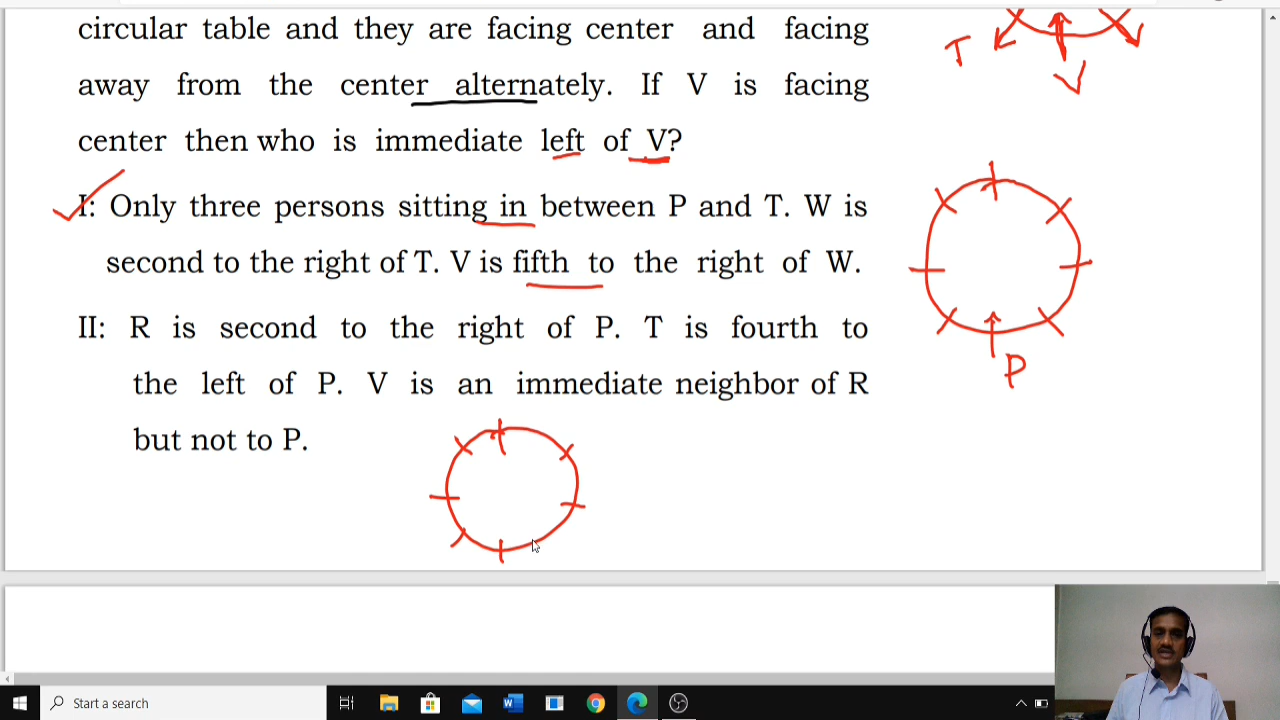 circular table and they are facing center and facing
away from the center alternately. If V is facing
center then who is immediate left of V?
I: Only three persons sitting in between P and T. W is
second to the right of T. V is fifth to the right of W.
II: R is second to the right of P. T is fourth to
the left of P. V is an immediate neighbor of R
but not to P.
T
V
P
Start a search